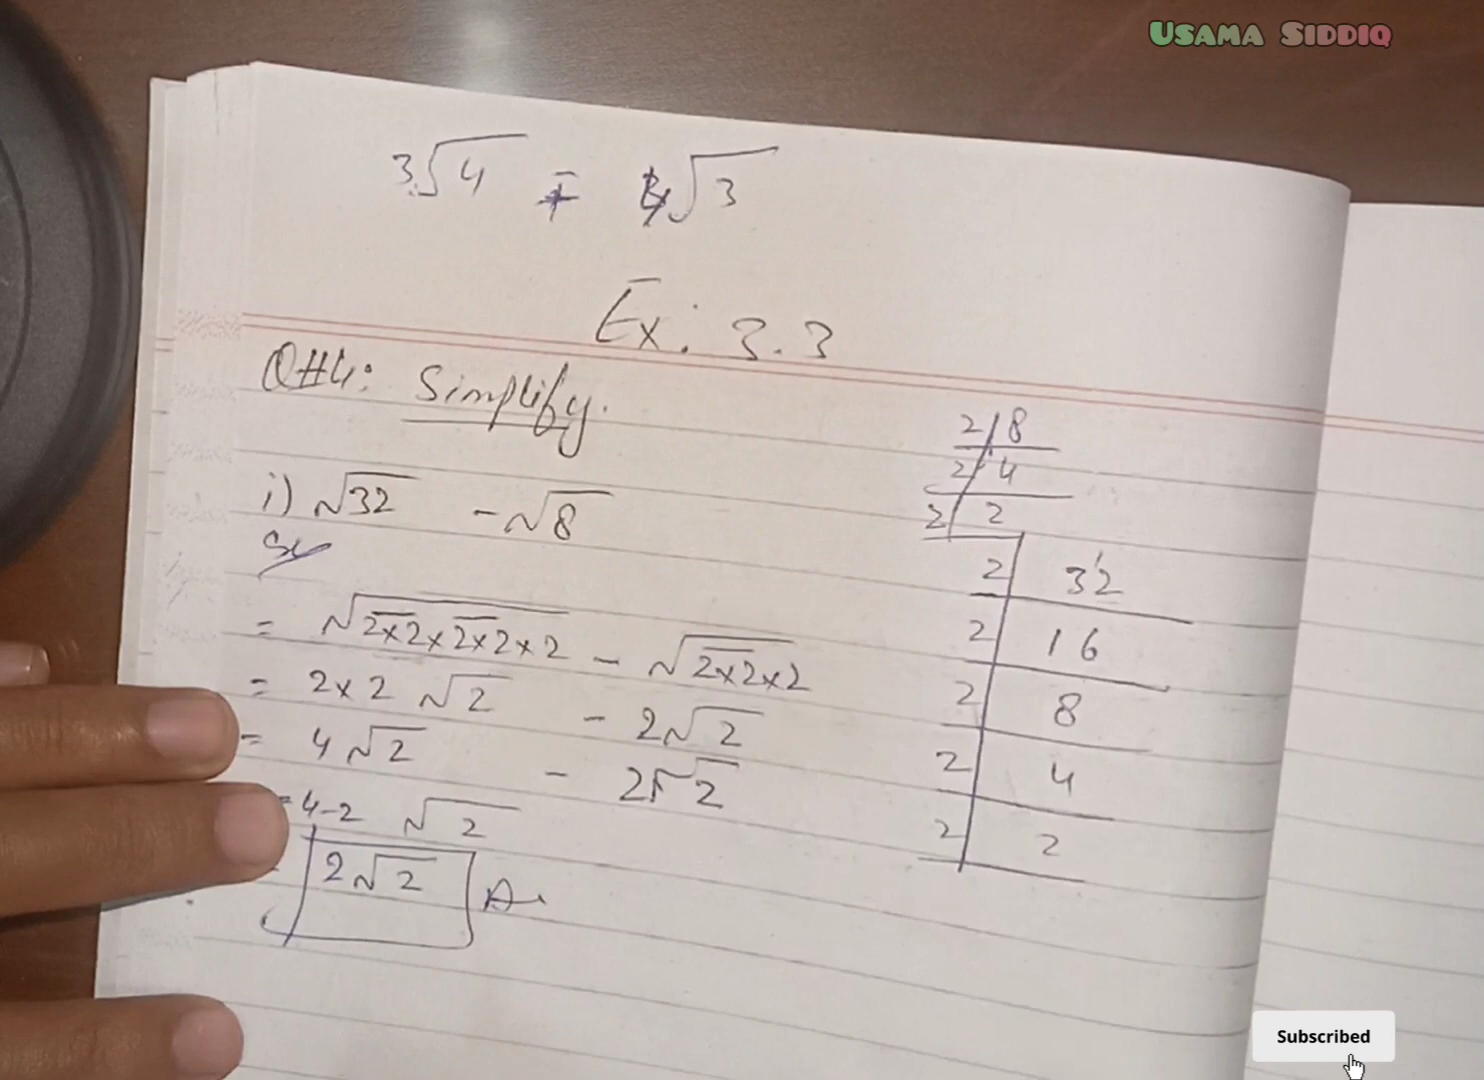 Usama Siddiq
3√4 √3
Ex: 3.3
Q#4: Simplify.
i) √32 - √8
= √2×2×2×2×2 - √2×2×2
= 2×2 √2 - 2√2
= 4√2 - 2√2
= 4-2 √2
2√2
2 8
2 4
2 2
2 32
2 16
2 8
2 4
2 2
Subscribed